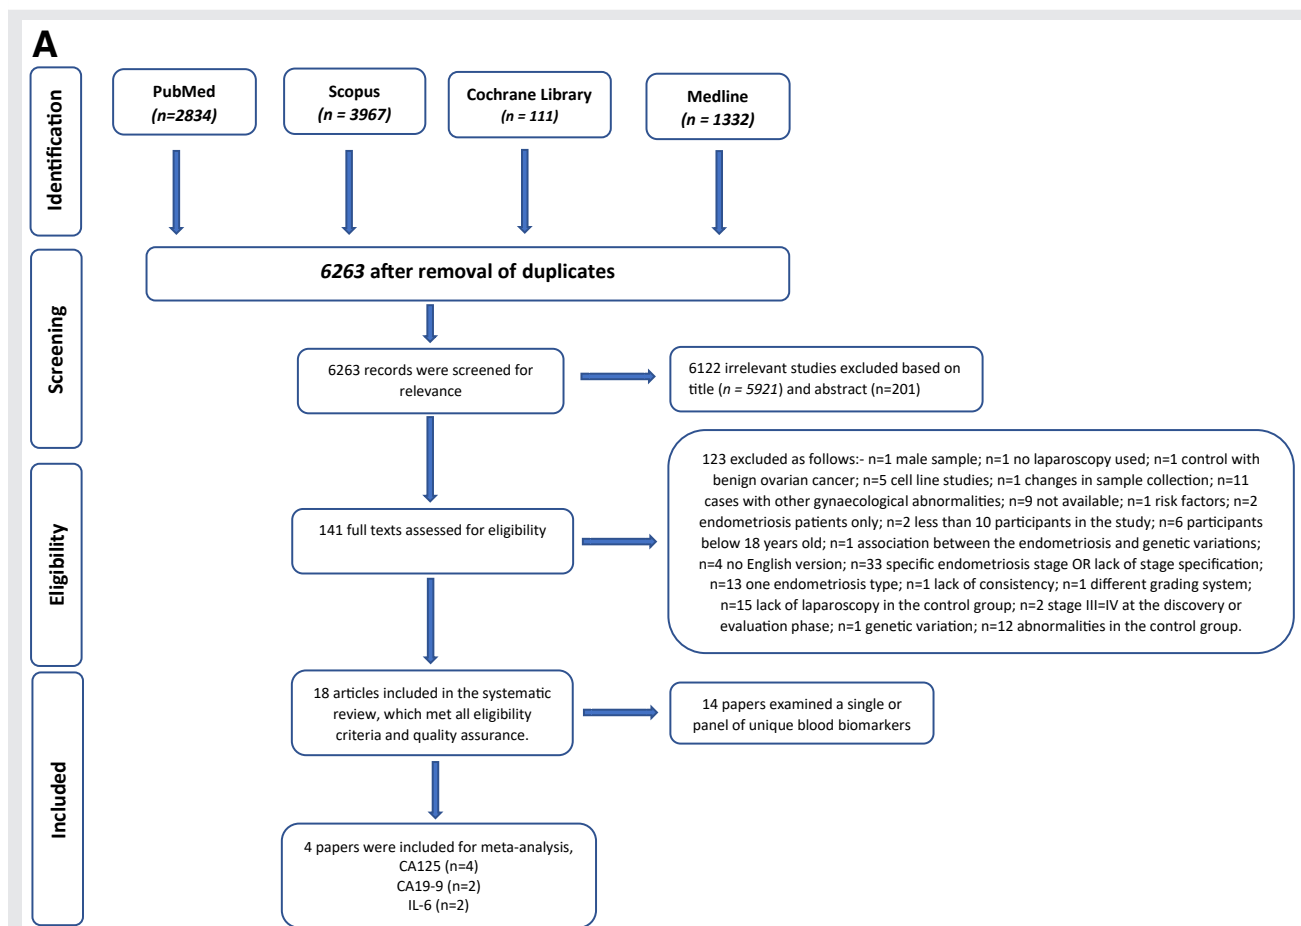 A
Identification
PubMed
(n=2834)
Scopus
(n = 3967)
Cochrane Library
(n = 111)
Medline
(n = 1332)
Screening
6263 after removal of duplicates
6263 records were screened for
relevance
6122 irrelevant studies excluded based on
title (n = 5921) and abstract (n=201)
Eligibility
141 full texts assessed for eligibility
123 excluded as follows:- n=1 male sample; n=1 no laparoscopy used; n=1 control with
benign ovarian cancer; n=5 cell line studies; n=1 changes in sample collection; n=11
cases with other gynaecological abnormalities; n=9 not available; n=1 risk factors; n=2
endometriosis patients only; n=2 less than 10 participants in the study; n=6 participants
below 18 years old; n=1 association between the endometriosis and genetic variations;
n=4 no English version; n=33 specific endometriosis stage OR lack of stage specification;
n=13 one endometriosis type; n=1 lack of consistency; n=1 different grading system;
n=15 lack of laparoscopy in the control group; n=2 stage III=IV at the discovery or
evaluation phase; n=1 genetic variation; n=12 abnormalities in the control group.
Included
18 articles included in the systematic
review, which met all eligibility
criteria and quality assurance.
14 papers examined a single or
panel of unique blood biomarkers
4 papers were included for meta-analysis,
CA125 (n=4)
CA19-9 (n=2)
IL-6 (n=2)